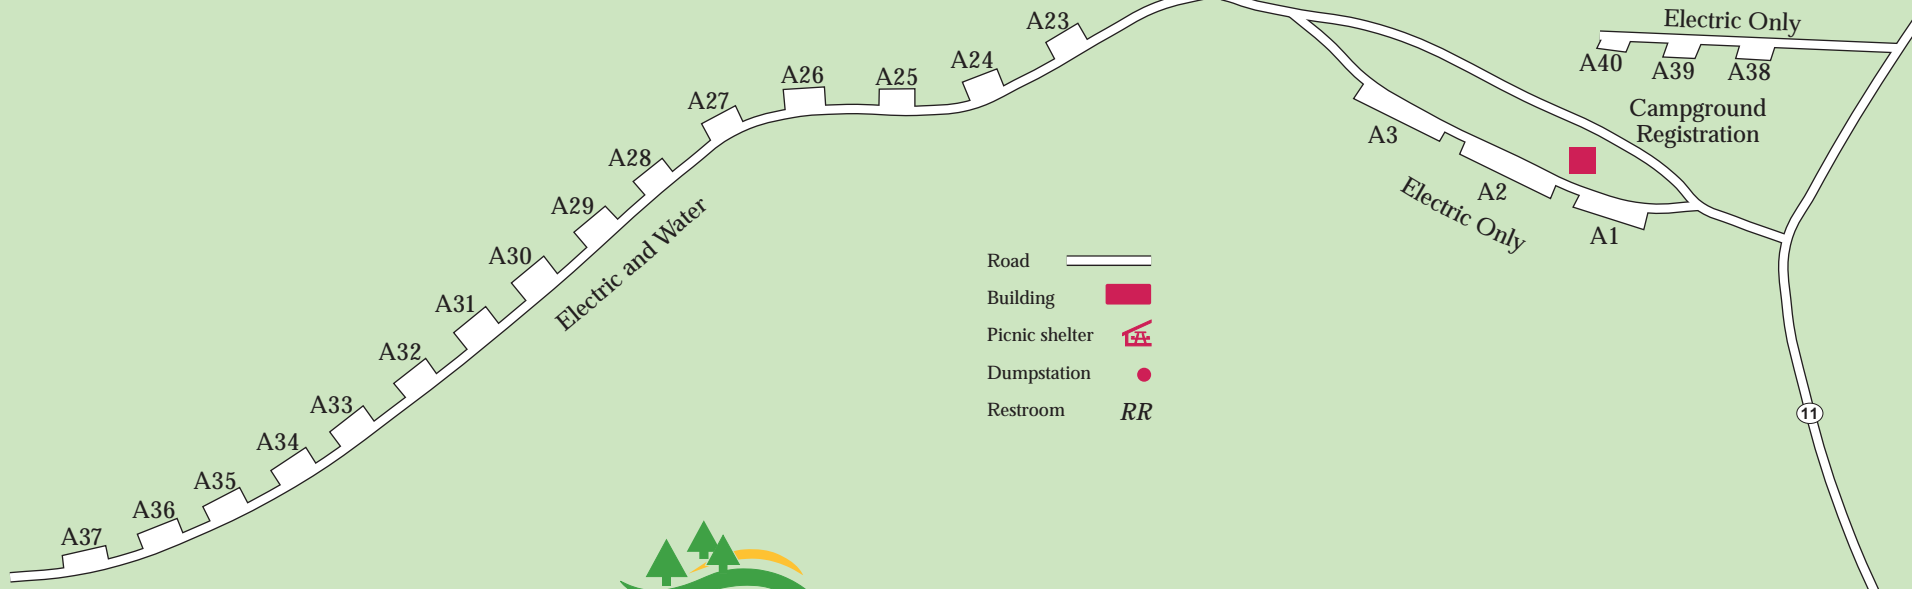 Electric Only
A40
A39
A38
Campground
Registration
A23
A24
A25
A26
A27
A28
A29
A30
A31
A32
A33
A34
A35
A36
A37
Electric and Water
A3
A2
A1
Electric Only
Road
Building
Picnic shelter
Dumpstation
Restroom RR
11